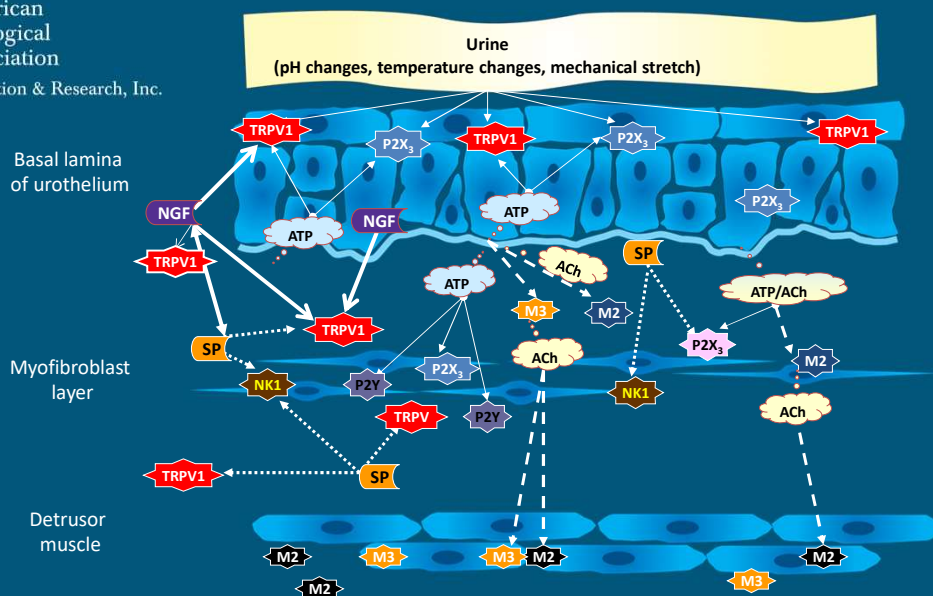 rican
ogical
ciation
tion & Research, Inc.
Urine
(pH changes, temperature changes, mechanical stretch)
TRPV1
P2X3
TRPV1
P2X3
TRPV1
Basal lamina
of urothelium
P2X3
NGF
NGF
ATP
ATP
TRPV1
SP
ACh
ATP
ATP/ACh
M3
M2
TRPV1
SP
P2X3
ACh
M2
Myofibroblast
layer
P2X3
NK1
P2Y
NK1
TRPV
P2Y
ACh
TRPV1
SP
Detrusor
muscle
M2
M3
M3
M2
M2
M2
M3